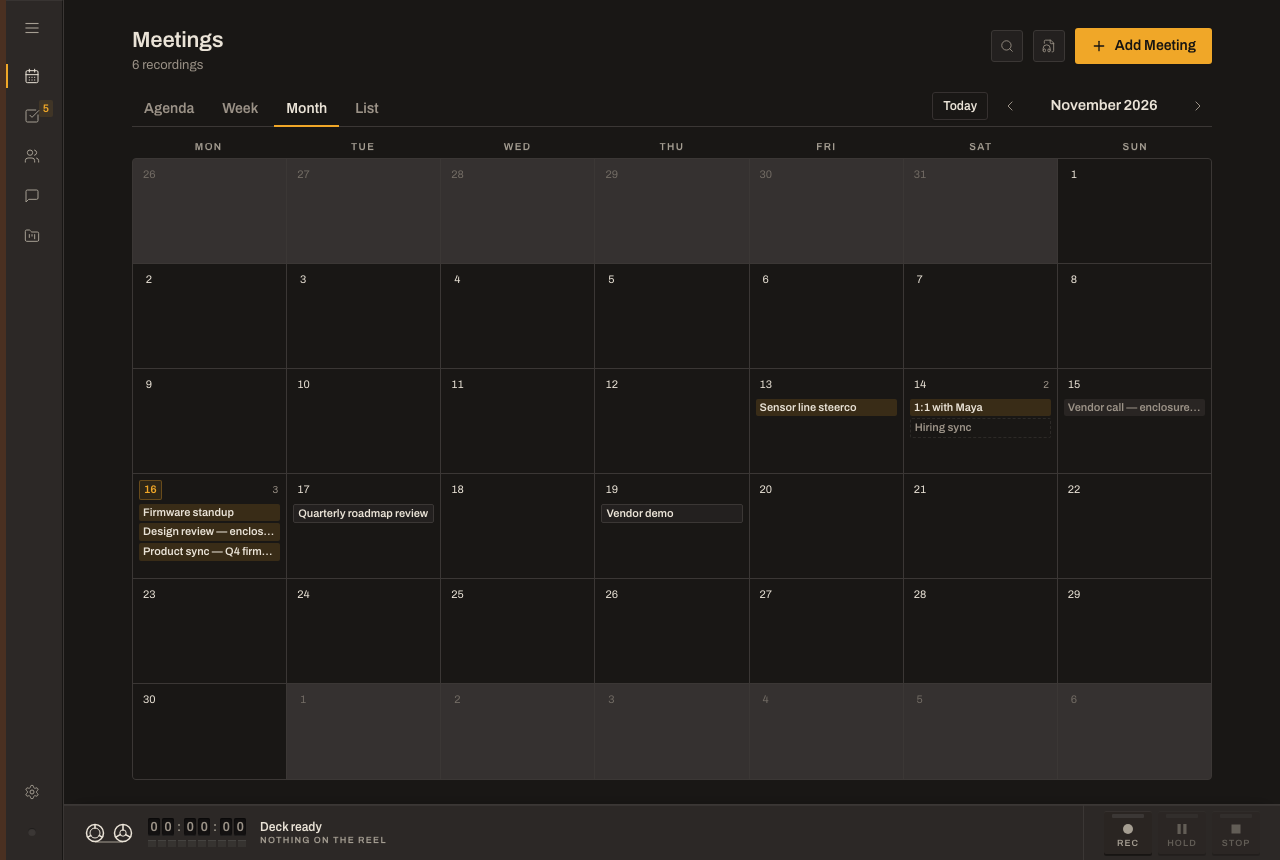 Meetings
6 recordings
Add Meeting
5
Agenda Week Month List
Today November 2026
MON TUE WED THU FRI SAT SUN
26 27 28 29 30 31 1
2 3 4 5 6 7 8
9 10 11 12 13 14 2 15
Sensor line steerco 1:1 with Maya Vendor call — enclosure…
Hiring sync
16 3 17 18 19 20 21 22
Firmware standup Quarterly roadmap review Vendor demo
Design review — enclos…
Product sync — Q4 firm…
23 24 25 26 27 28 29
30 1 2 3 4 5 6
00:00:00
Deck ready
NOTHING ON THE REEL
REC HOLD STOP